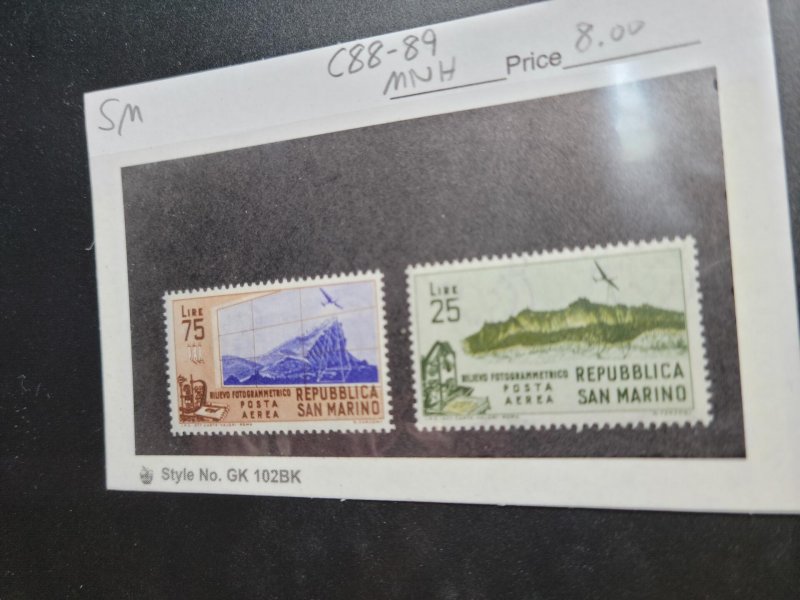 SM
C88-89
MNH
Price 8.00
LIRE
75
RILIEVO FOTOGRAMMETRICO
POSTA
AEREA
REPUBBLICA
SAN MARINO
LIRE
25
RILIEVO FOTOGRAMMETRICO
POSTA
AEREA
REPUBBLICA
SAN MARINO
Style No. GK 102BK